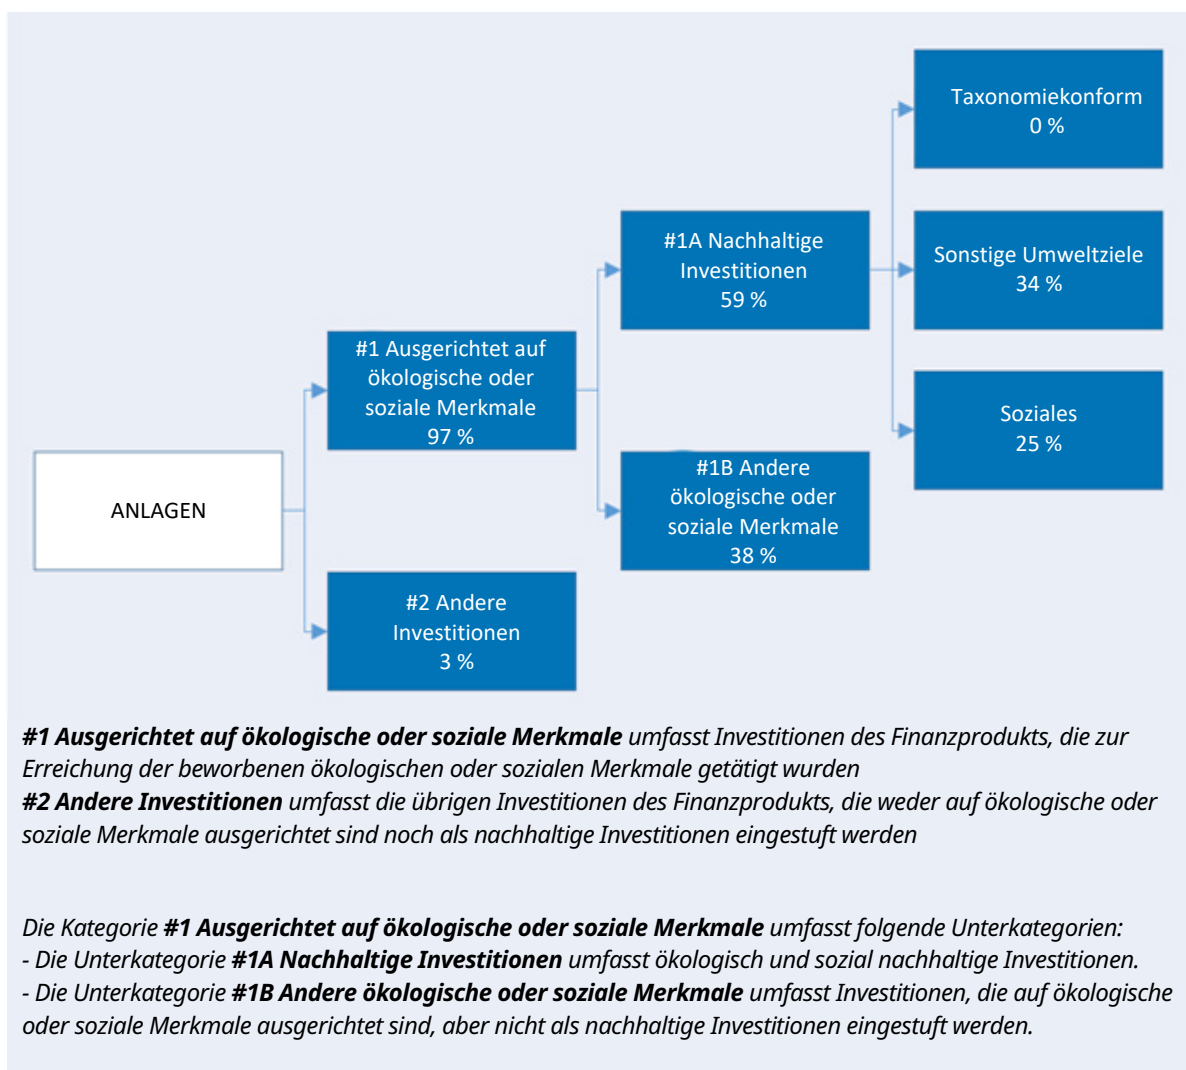 Taxonomiekonform
0 %
#1A Nachhaltige
Investitionen
59 %
Sonstige Umweltziele
34 %
#1 Ausgerichtet auf
ökologische oder
soziale Merkmale
97 %
Soziales
25 %
#1B Andere
ökologische oder
soziale Merkmale
38 %
ANLAGEN
#2 Andere
Investitionen
3 %
#1 Ausgerichtet auf ökologische oder soziale Merkmale umfasst Investitionen des Finanzprodukts, die zur
Erreichung der beworbenen ökologischen oder sozialen Merkmale getätigt wurden
#2 Andere Investitionen umfasst die übrigen Investitionen des Finanzprodukts, die weder auf ökologische oder
soziale Merkmale ausgerichtet sind noch als nachhaltige Investitionen eingestuft werden
Die Kategorie #1 Ausgerichtet auf ökologische oder soziale Merkmale umfasst folgende Unterkategorien:
- Die Unterkategorie #1A Nachhaltige Investitionen umfasst ökologisch und sozial nachhaltige Investitionen.
- Die Unterkategorie #1B Andere ökologische oder soziale Merkmale umfasst Investitionen, die auf ökologische
oder soziale Merkmale ausgerichtet sind, aber nicht als nachhaltige Investitionen eingestuft werden.